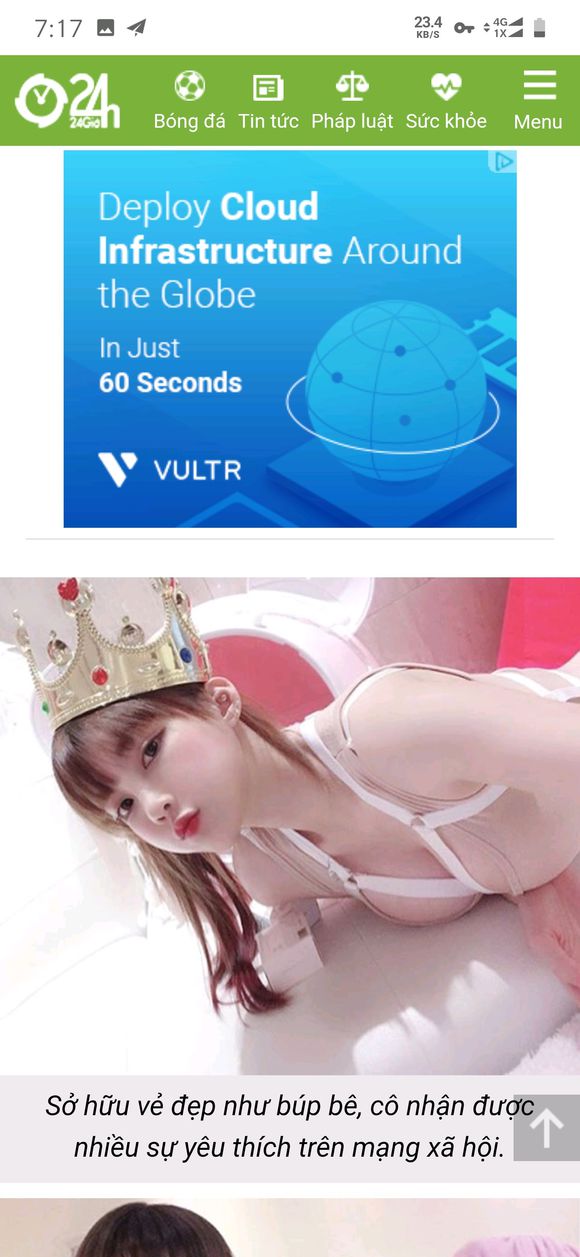 7:17
23.4
KB/S
4G
1X
24h
24Giờ
Bóng đá
Tin tức
Pháp luật
Sức khỏe
Menu
Deploy Cloud
Infrastructure Around
the Globe
In Just
60 Seconds
VULTR
Sở hữu vẻ đẹp như búp bê, cô nhận được
nhiều sự yêu thích trên mạng xã hội.